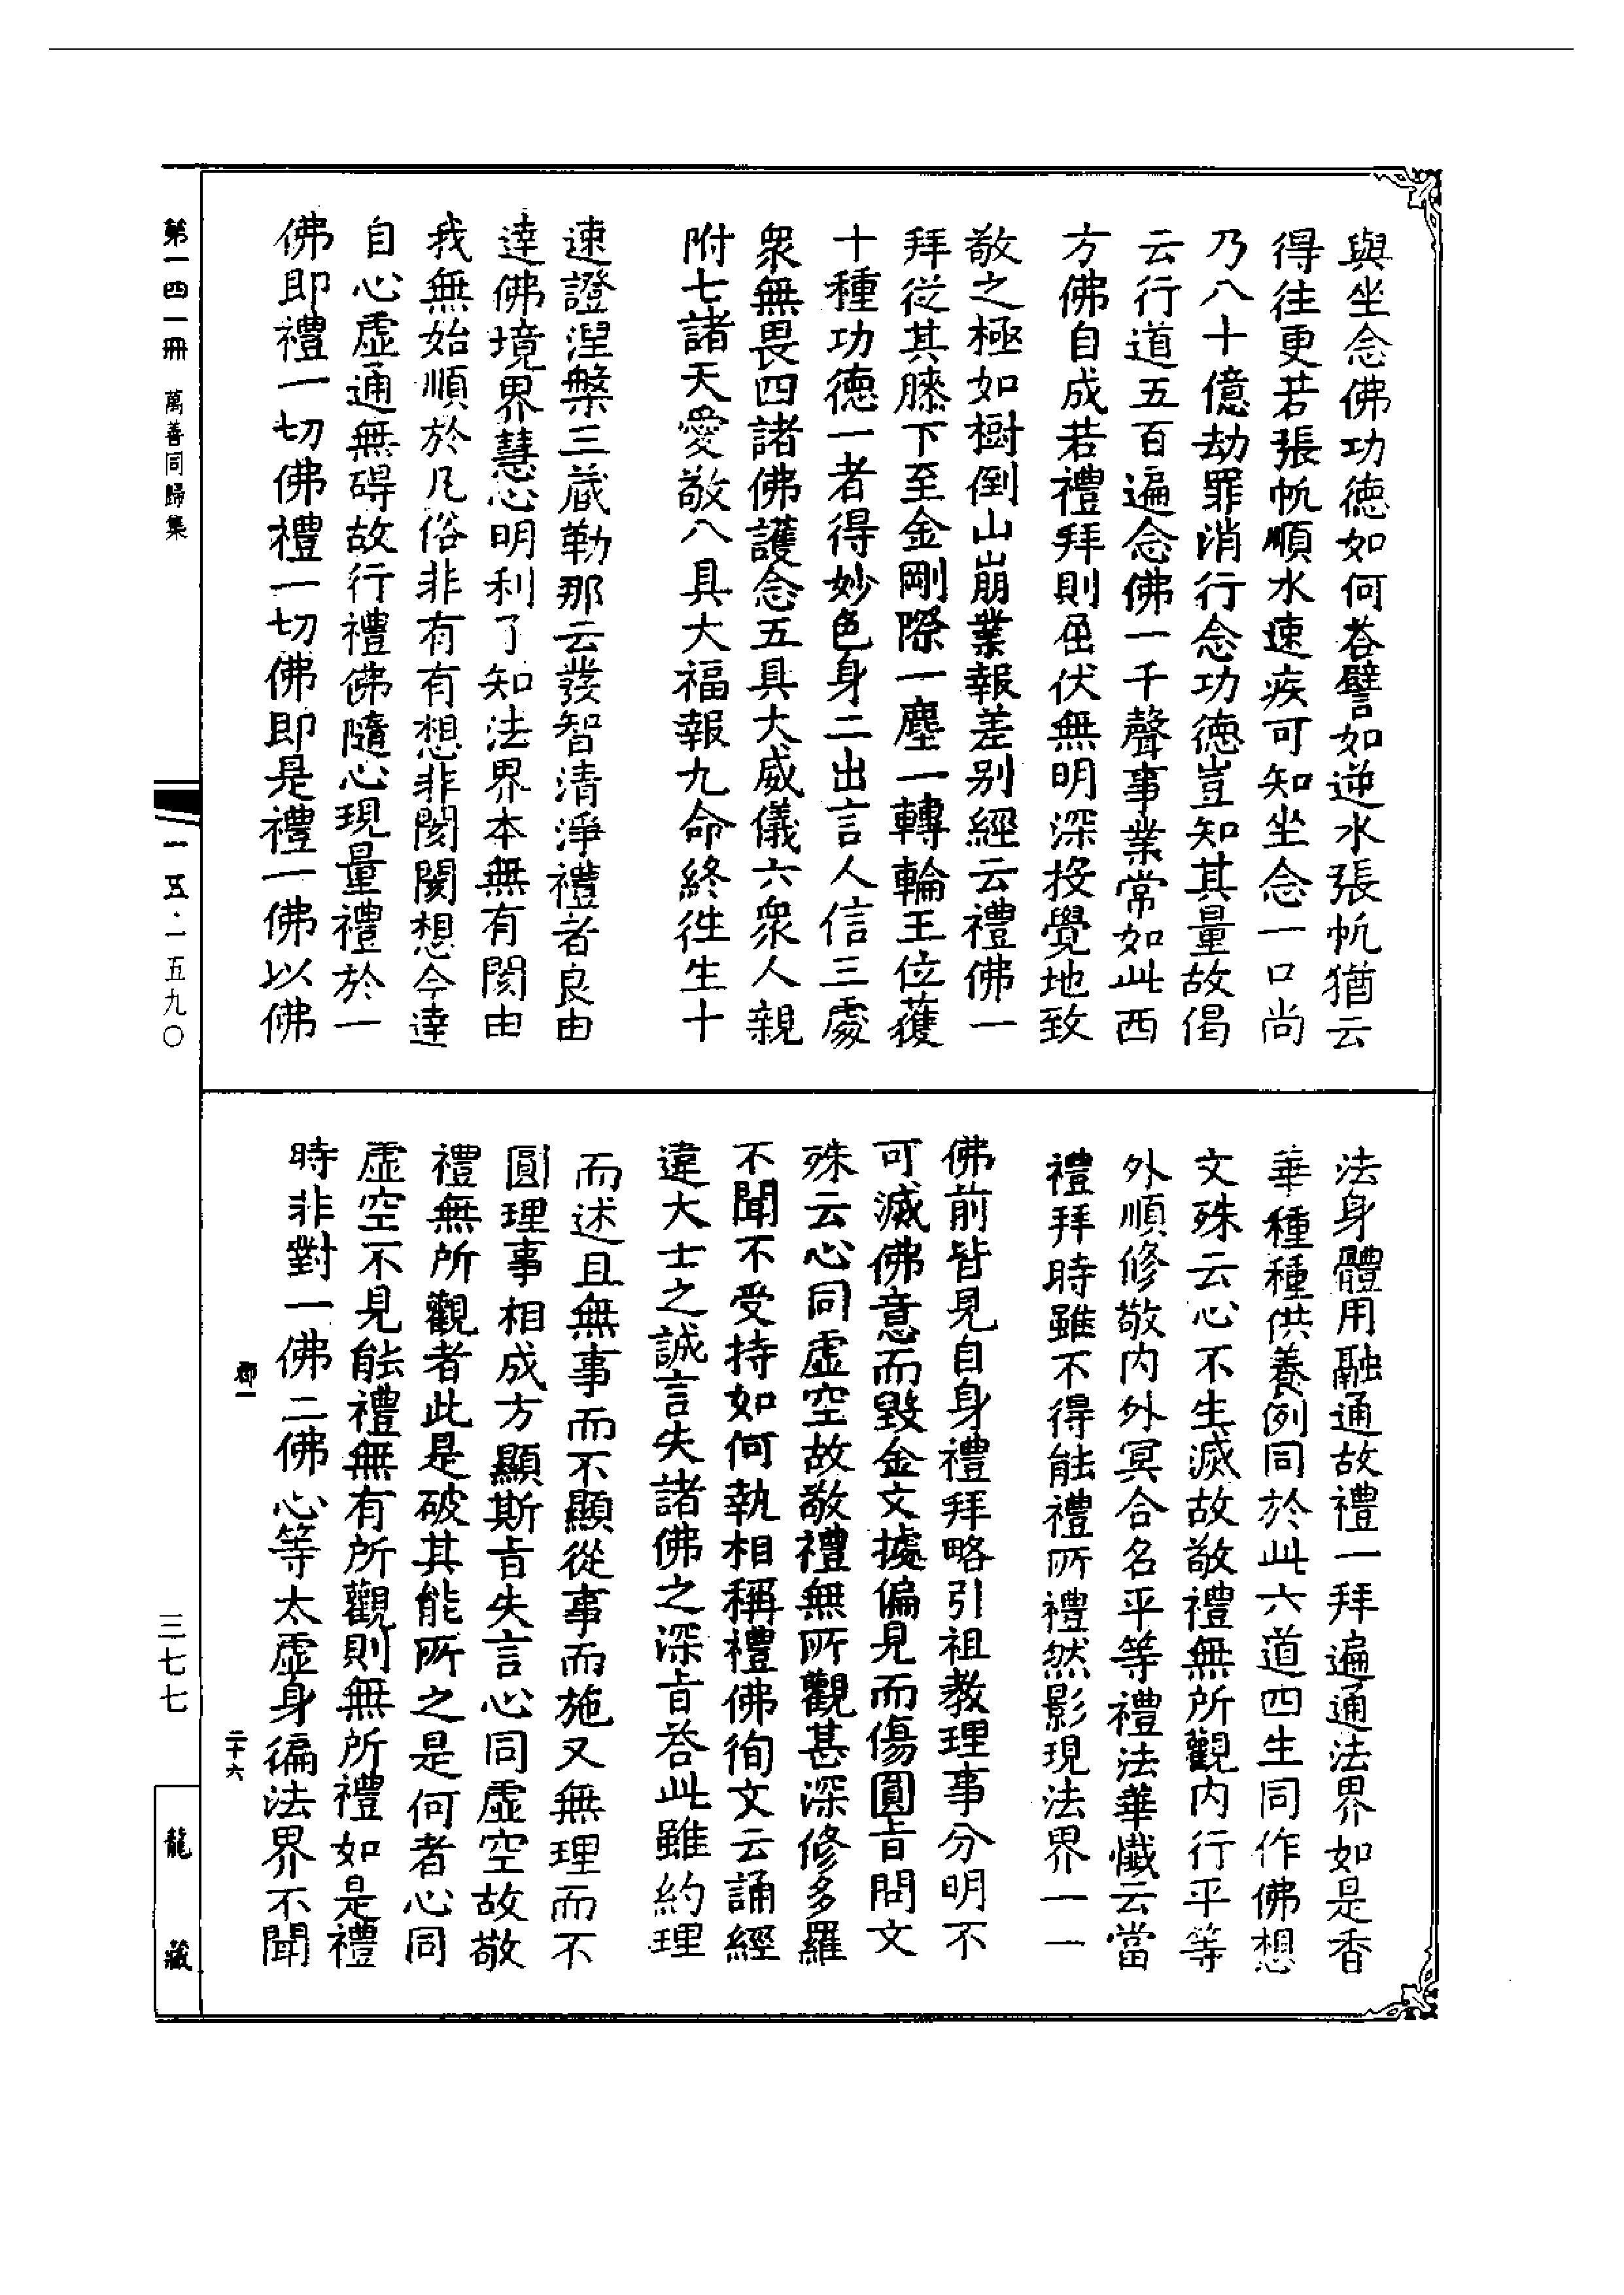 與坐念佛功德如何荅譬如逆水張帆猶云
得往更若張帆順水速疾可知坐念一口尚
乃八十億劫罪消行念功德豈知其量故偈
云行道五百遍念佛一千聲事業常如此西
方佛自成若禮拜則屈伏無明深投覺地致
敬之極如樹倒山崩業報差别經云禮佛一
拜從其膝下至金剛際一塵一轉輪王位獲
十種功德一者得妙色身二出言人信三處
衆無畏四諸佛護念五具大威儀六衆人親
附七諸天愛敬八具大福報九命終徃生十
速證涅槃三藏勒那云發智清淨禮者良由
達佛境界慧心明利了知法界本無有閡由
我無始順於凡俗非有有想非閡閡想今達
自心虛通無礙故行禮佛隨心現量禮於一
佛即禮一切佛禮一切佛即是禮一佛以佛
法身體用融通故禮一拜遍通法界如是香
華種種供養例同於此六道四生同作佛想
文殊云心不生滅故敬禮無所觀内行平等
外順修敬内外冥合名平等禮法華懺云當
禮拜時雖不得能禮所禮然影現法界一一
佛前皆見自身禮拜略引祖教理事分明不
可滅佛意而毀金文據偏見而傷圓旨問文
殊云心同虛空故敬禮無所觀甚深修多羅
不聞不受持如何執相稱禮佛徇文云誦經
違大士之誠言失諸佛之深旨荅此雖約理
而述且無事而不顯從事而施又無理而不
圓理事相成方顯斯旨失言心同虛空故敬
禮無所觀者此是破其能所之是何者心同
虛空不見能禮無有所觀則無所禮如是禮
時非對一佛二佛心等太虛身徧法界不聞
第一四一冊 萬善同歸集
一五·一五九〇
三七七
龍藏
二十六